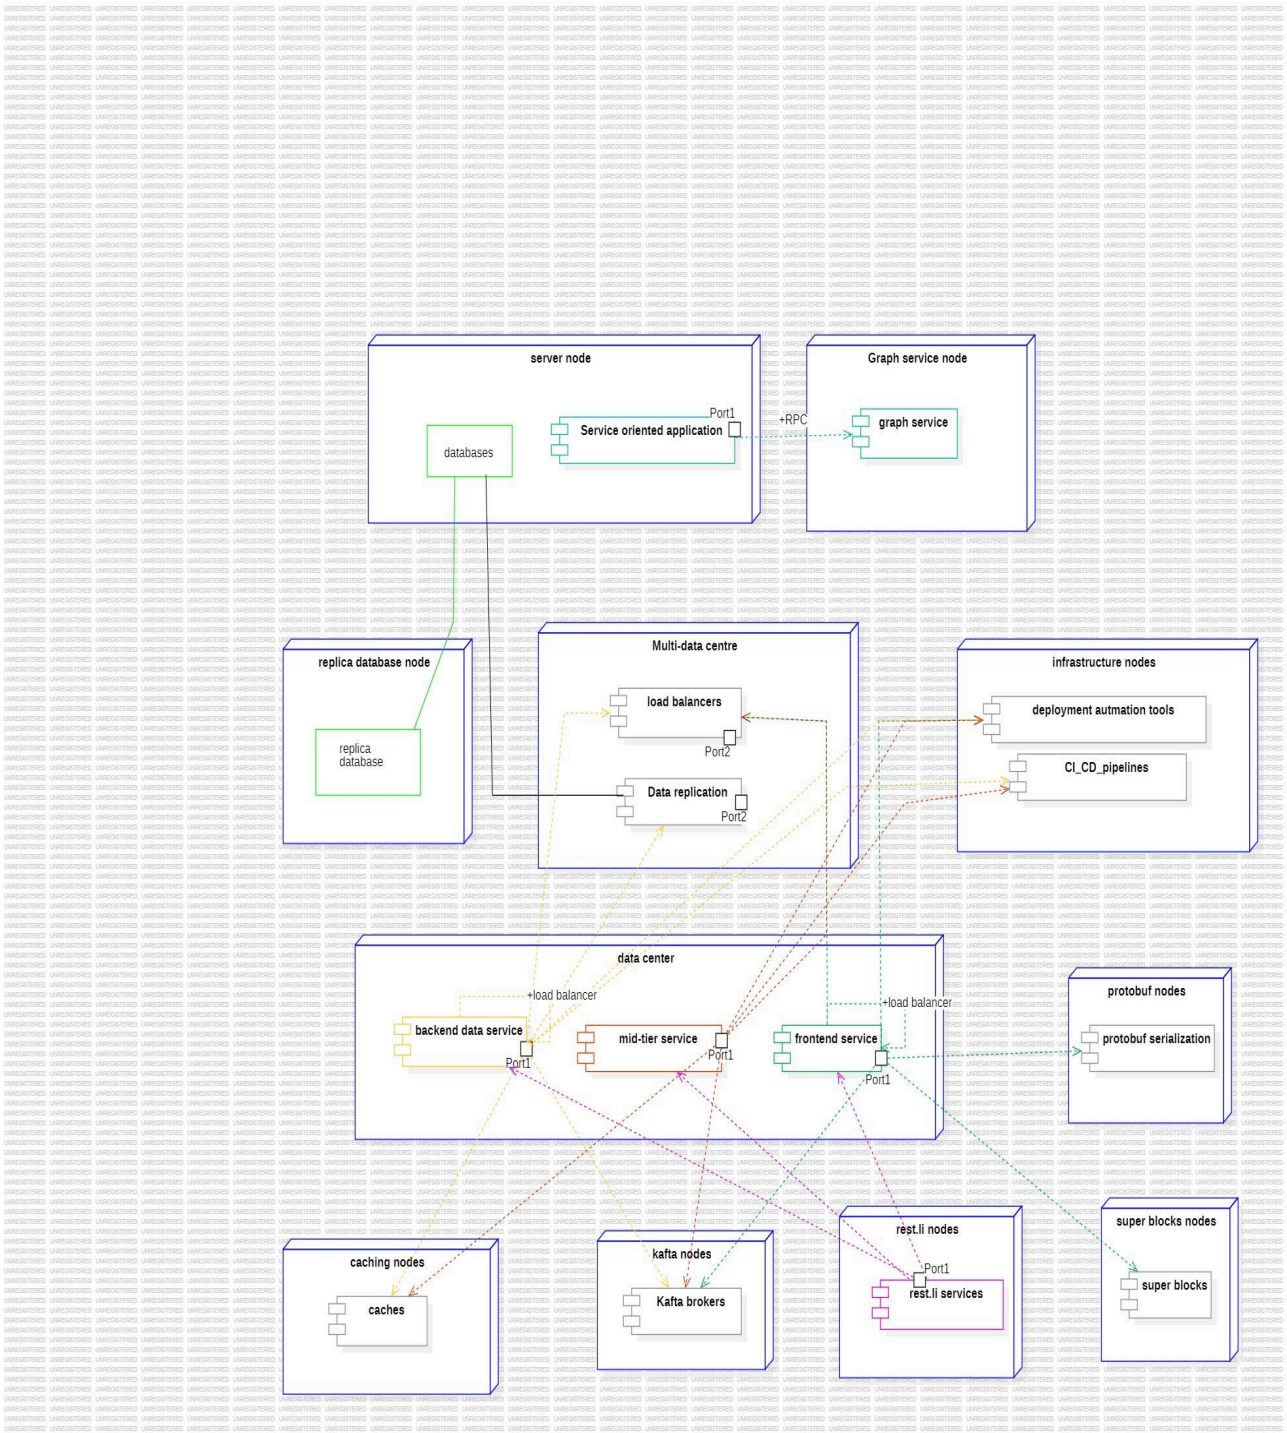 server node
Graph service node
Port1
+RPC
Service oriented application
graph service
databases
replica database node
Multi-data centre
infrastructure nodes
load balancers
deployment autmation tools
Port2
replica
database
CI_CD_pipelines
Data replication
Port2
data center
+load balancer
+load balancer
protobuf nodes
backend data service
mid-tier service
frontend service
protobuf serialization
Port1
Port1
Port1
super blocks nodes
rest.li nodes
caching nodes
kafta nodes
Port1
super blocks
rest.li services
caches
Kafta brokers
UNREGISTERED